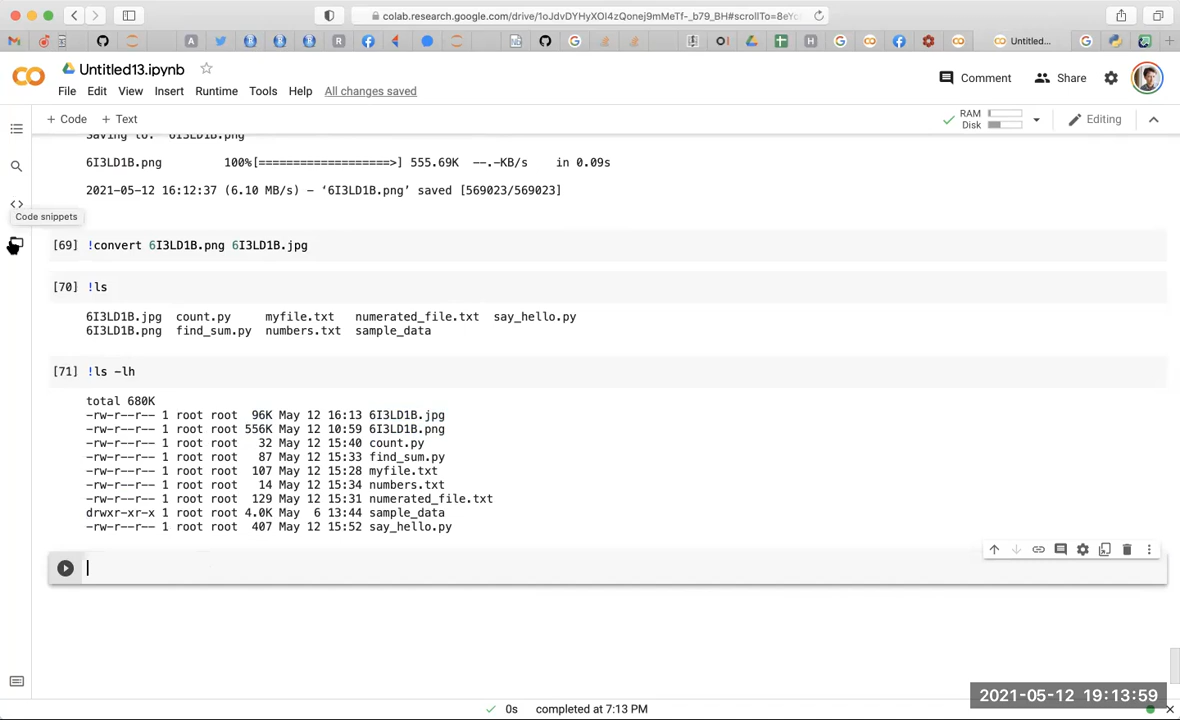 colab.research.google.com/drive/1oJdvDYHyXOI4zQonej9mMeTf-_b79_BH#scrollTo=8eYc
Untitled...
Untitled13.ipynb
File Edit View Insert Runtime Tools Help All changes saved
Comment Share
+ Code + Text
RAM
Disk
Editing
Saving to: ‘6I3LD1B.png’
6I3LD1B.png 100%[===================>] 555.69K --.-KB/s in 0.09s
2021-05-12 16:12:37 (6.10 MB/s) - ‘6I3LD1B.png’ saved [569023/569023]
Code snippets
[69] !convert 6I3LD1B.png 6I3LD1B.jpg
[70] !ls
6I3LD1B.jpg count.py myfile.txt numerated_file.txt say_hello.py
6I3LD1B.png find_sum.py numbers.txt sample_data
[71] !ls -lh
total 680K
-rw-r--r-- 1 root root 96K May 12 16:13 6I3LD1B.jpg
-rw-r--r-- 1 root root 556K May 12 10:59 6I3LD1B.png
-rw-r--r-- 1 root root 32 May 12 15:40 count.py
-rw-r--r-- 1 root root 87 May 12 15:33 find_sum.py
-rw-r--r-- 1 root root 107 May 12 15:28 myfile.txt
-rw-r--r-- 1 root root 14 May 12 15:34 numbers.txt
-rw-r--r-- 1 root root 129 May 12 15:31 numerated_file.txt
drwxr-xr-x 2 root root 4.0K May 6 13:44 sample_data
-rw-r--r-- 1 root root 407 May 12 15:52 say_hello.py
2021-05-12 19:13:59
0s completed at 7:13 PM